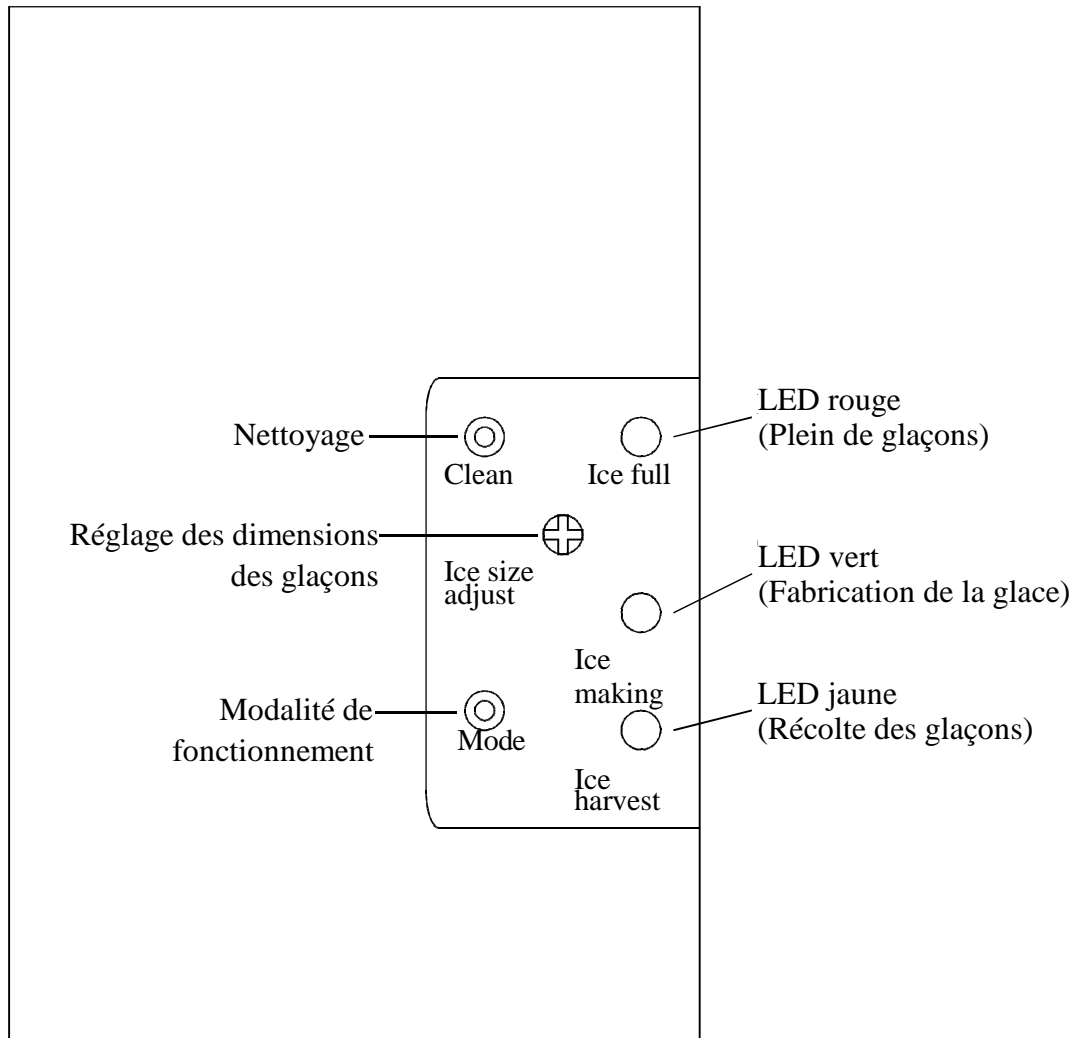 Nettoyage
Clean
Ice full
LED rouge
(Plein de glaçons)
Réglage des dimensions
des glaçons
Ice size
adjust
LED vert
(Fabrication de la glace)
Ice
making
Modalité de
fonctionnement
Mode
LED jaune
(Récolte des glaçons)
Ice
harvest